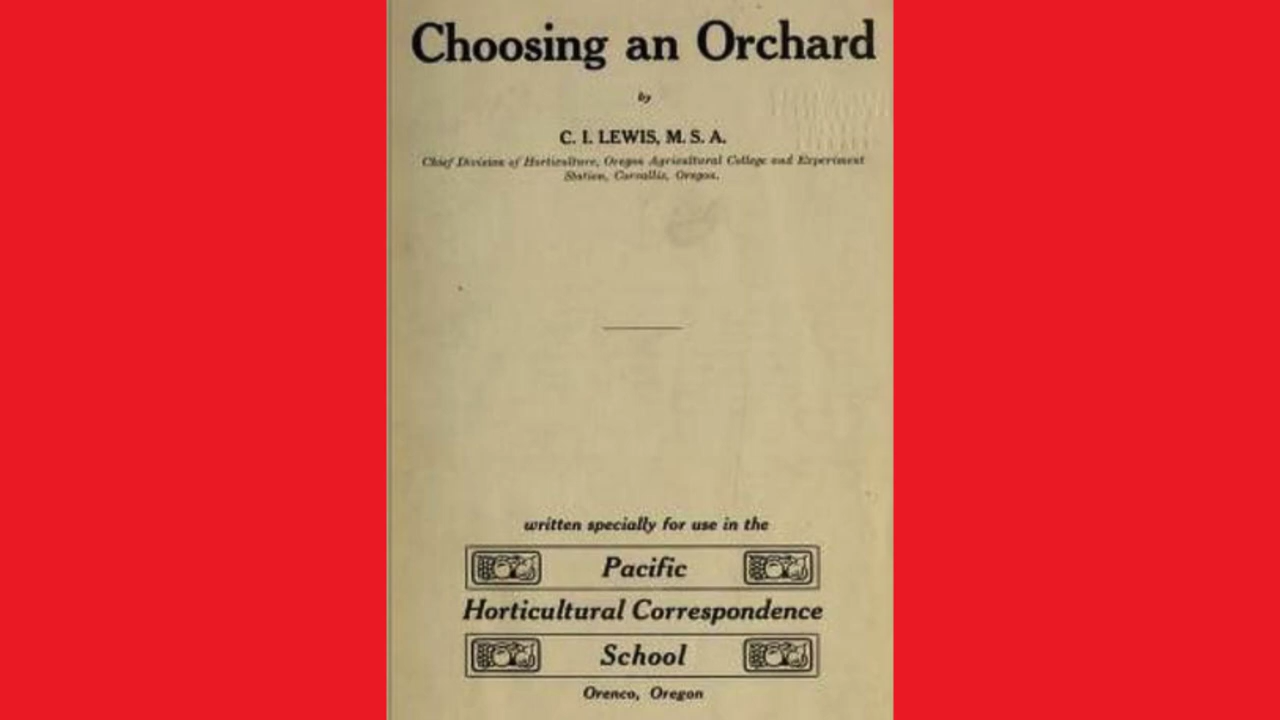 Choosing an Orchard
by
C. I. LEWIS, M. S. A.
Chief Division of Horticulture, Oregon Agricultural College and Experiment
Station, Corvallis, Oregon.
written specially for use in the
Pacific
Horticultural Correspondence
School
Orenco, Oregon